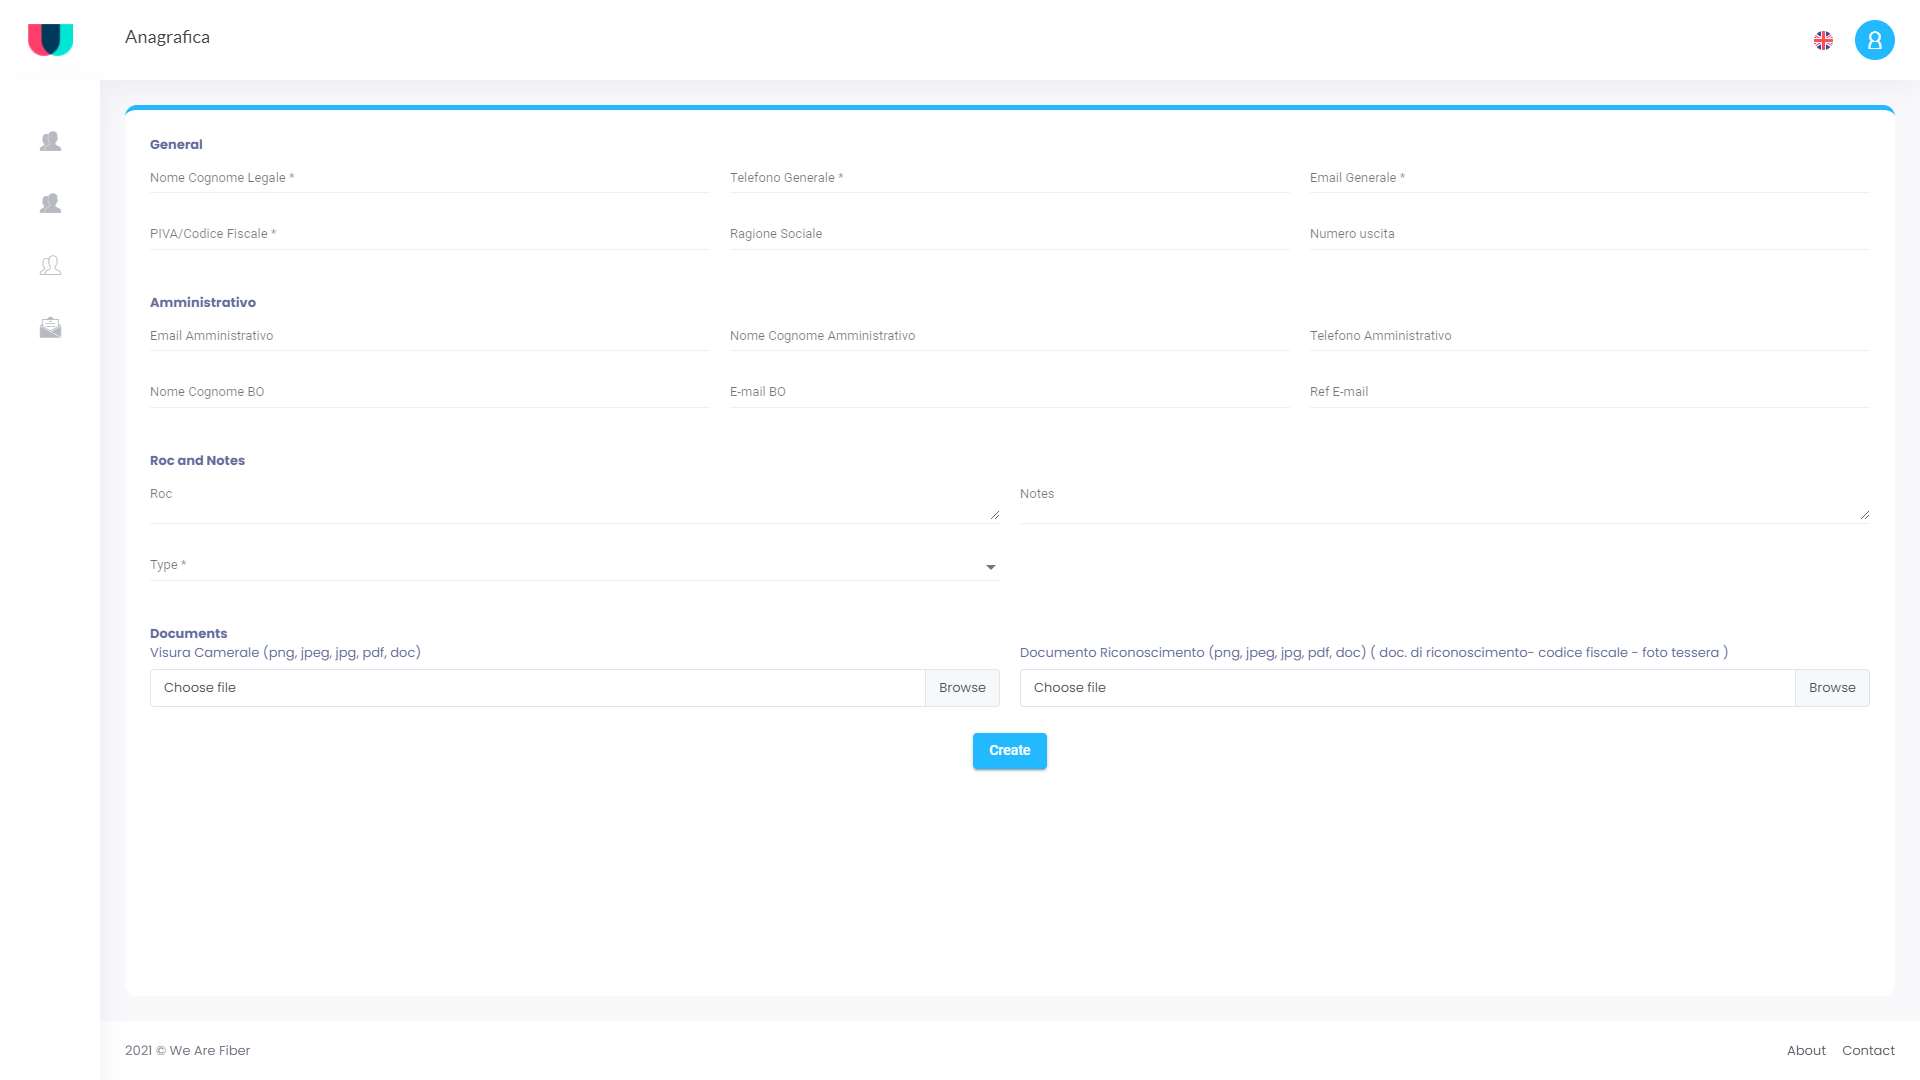 Anagrafica
General
Nome Cognome Legale *
Telefono Generale *
Email Generale *
PIVA/Codice Fiscale *
Ragione Sociale
Numero uscita
Amministrativo
Email Amministrativo
Nome Cognome Amministrativo
Telefono Amministrativo
Nome Cognome BO
E-mail BO
Ref E-mail
Roc and Notes
Roc
Notes
Type *
Documents
Visura Camerale (png, jpeg, jpg, pdf, doc)
Documento Riconoscimento (png, jpeg, jpg, pdf, doc) ( doc. di riconoscimento- codice fiscale - foto tessera )
Choose file
Browse
Choose file
Browse
Create
2021 © We Are Fiber
About
Contact